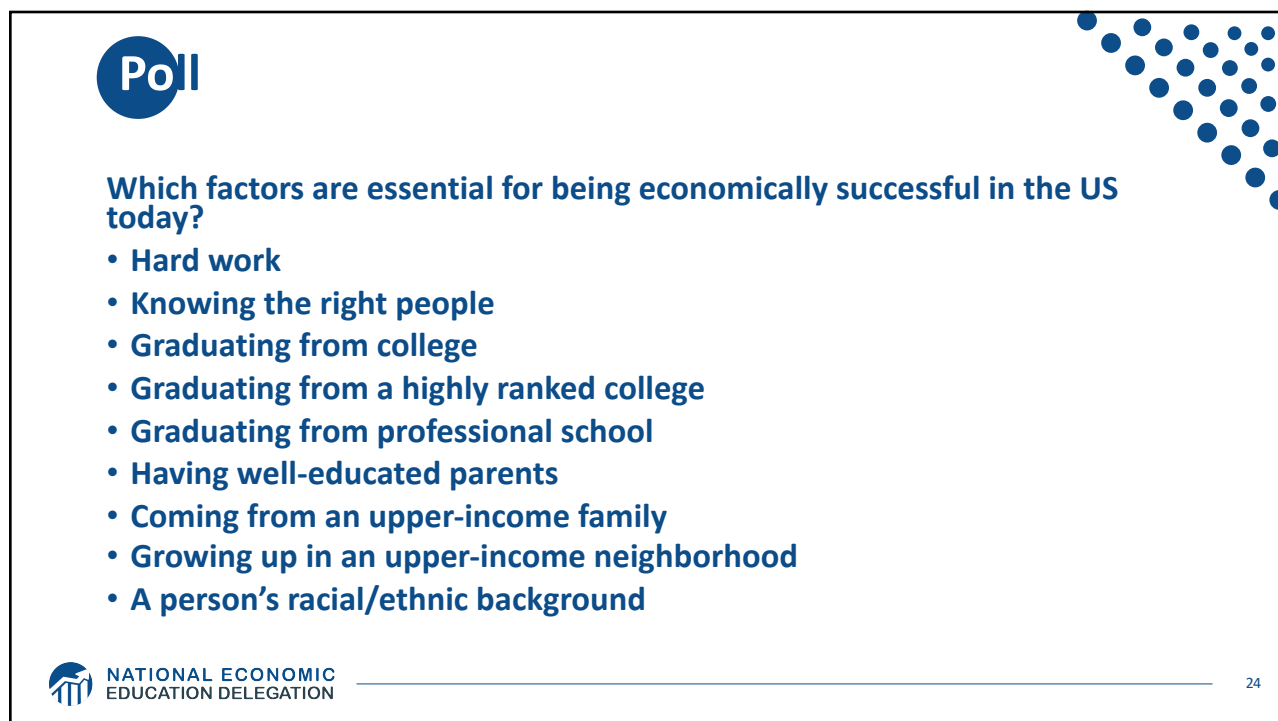 Poll
Which factors are essential for being economically successful in the US
today?
• Hard work
• Knowing the right people
• Graduating from college
• Graduating from a highly ranked college
• Graduating from professional school
• Having well-educated parents
• Coming from an upper-income family
• Growing up in an upper-income neighborhood
• A person’s racial/ethnic background
NATIONAL ECONOMIC
EDUCATION DELEGATION
24